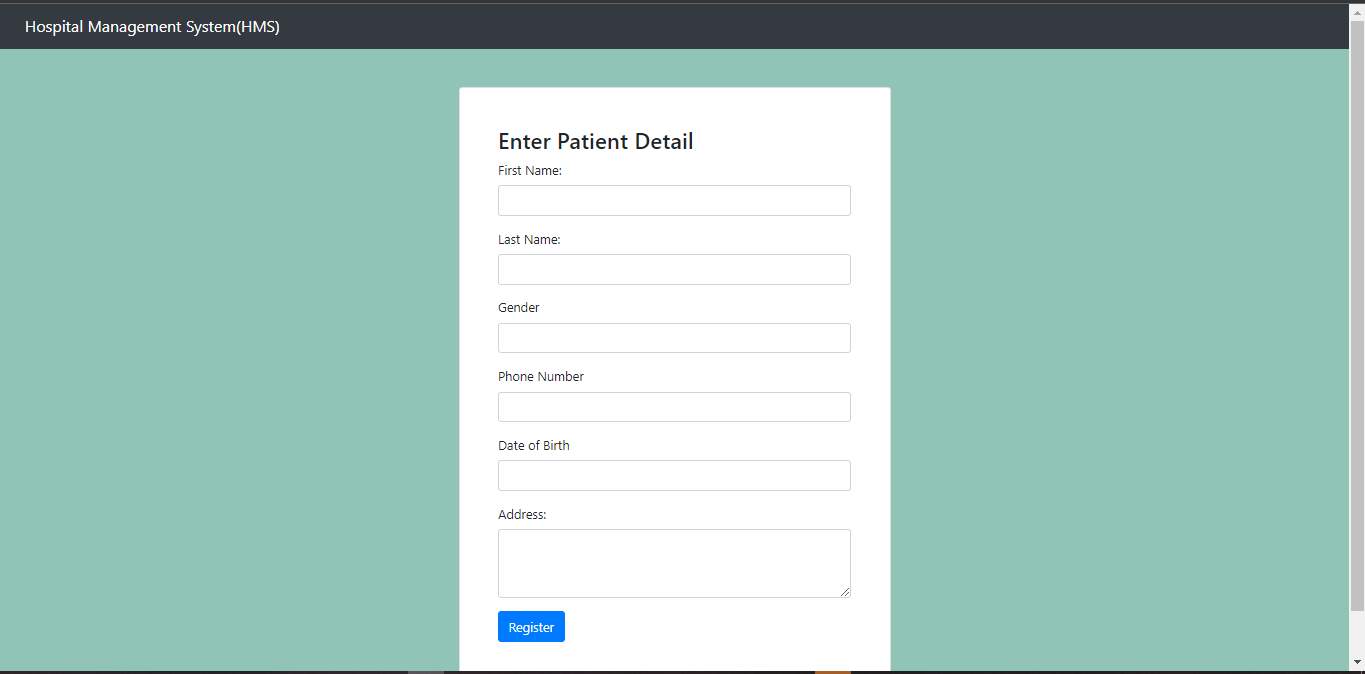 Hospital Management System(HMS)
Enter Patient Detail
First Name:
Last Name:
Gender
Phone Number
Date of Birth
Address:
Register